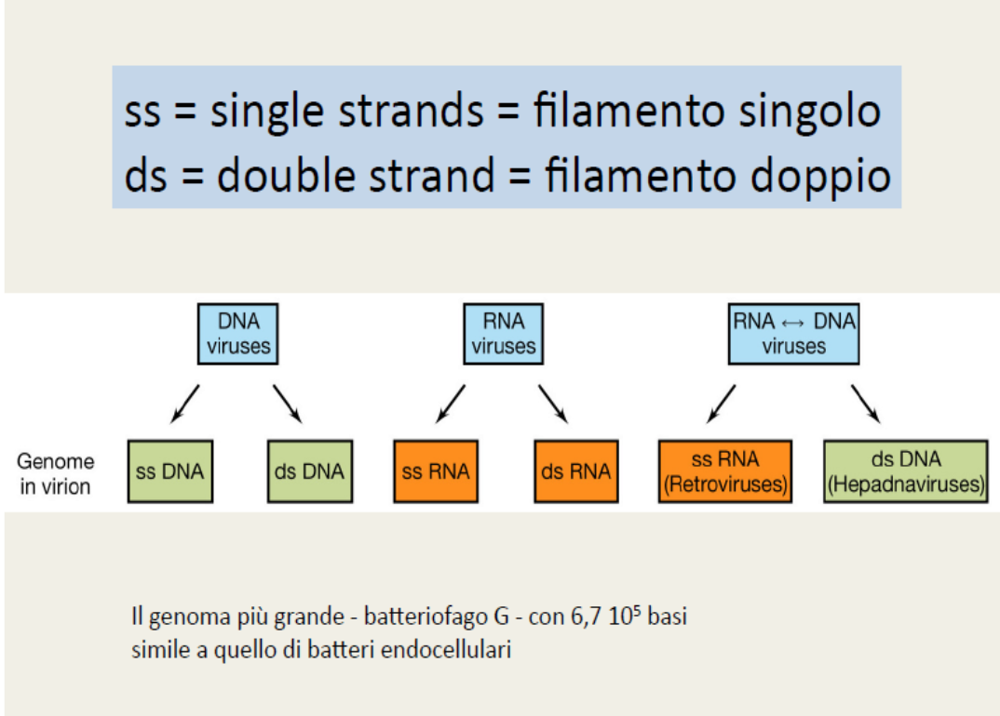 ss = single strands = filamento singolo
ds = double strand = filamento doppio
DNA
viruses
RNA
viruses
RNA ↔ DNA
viruses
Genome
in virion
ss DNA
ds DNA
ss RNA
ds RNA
ss RNA
(Retroviruses)
ds DNA
(Hepadnaviruses)
Il genoma più grande - batteriofago G - con 6,7 10⁵ basi
simile a quello di batteri endocellulari